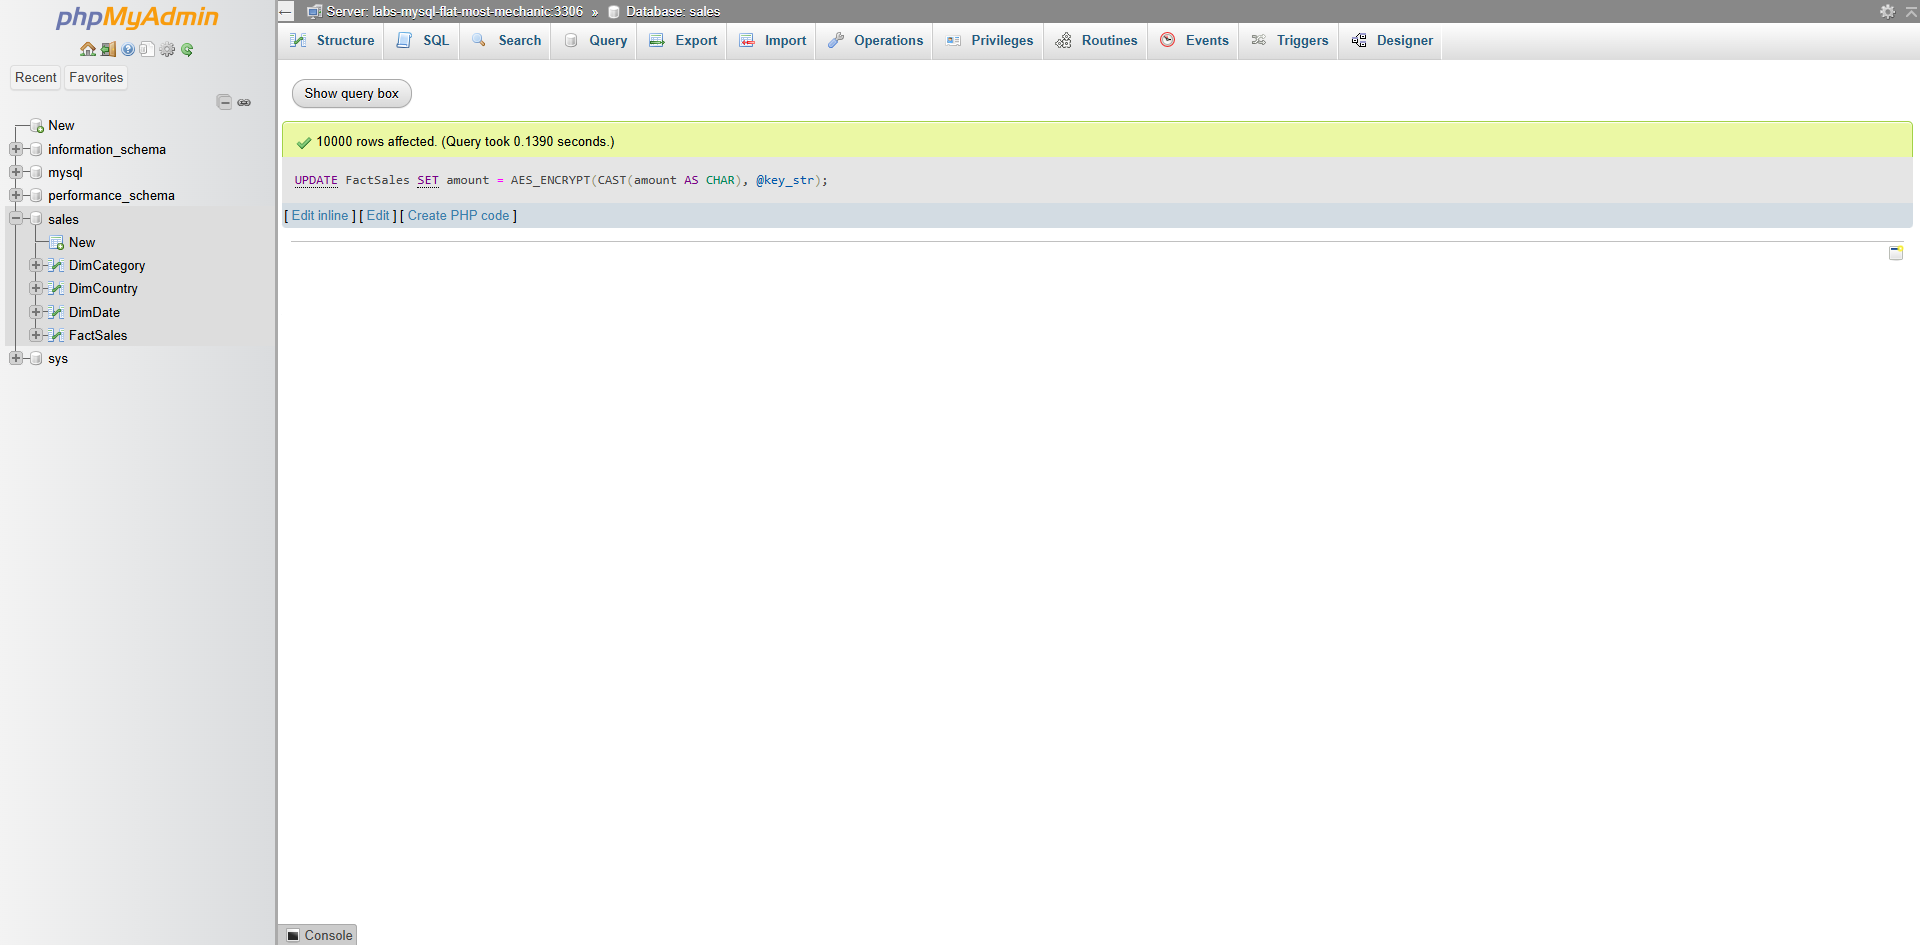 phpMyAdmin
Recent Favorites
New
information_schema
mysql
performance_schema
sales
New
DimCategory
DimCountry
DimDate
FactSales
sys
Server: labs-mysql-flat-most-mechanic:3306 » Database: sales
Structure SQL Search Query Export Import Operations Privileges Routines Events Triggers Designer
Show query box
10000 rows affected. (Query took 0.1390 seconds.)
UPDATE FactSales SET amount = AES_ENCRYPT(CAST(amount AS CHAR), @key_str);
[ Edit inline ] [ Edit ] [ Create PHP code ]
Console